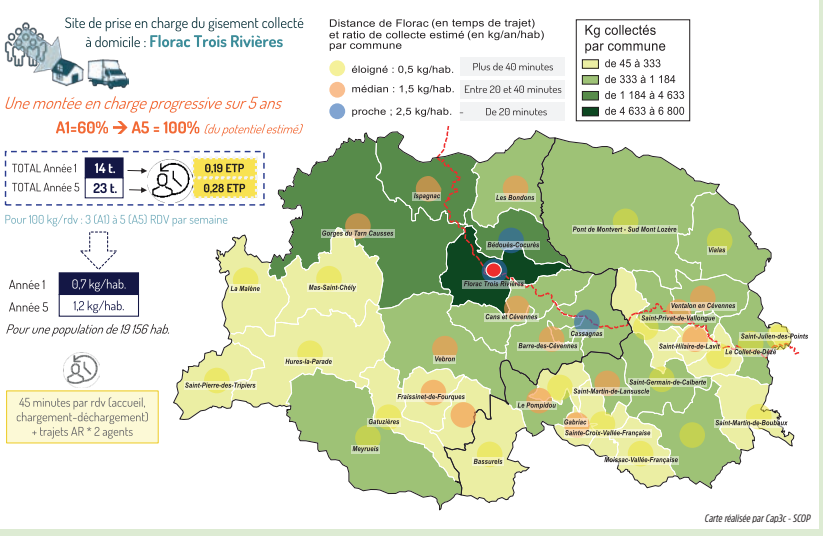 Site de prise en charge du gisement collecté
à domicile : Florac Trois Rivières
Une montée en charge progressive sur 5 ans
A1=60% → A5 = 100% (du potentiel estimé)
TOTAL Année 1 14 t. 0,19 ETP
TOTAL Année 5 23 t. 0,28 ETP
Pour 100 kg/rdv : 3 (A1) à 5 (A5) RDV par semaine
Année 1 0,7 kg/hab.
Année 5 1,2 kg/hab.
Pour une population de 19 156 hab.
45 minutes par rdv (accueil,
chargement-déchargement)
+ trajets AR * 2 agents
Distance de Florac (en temps de trajet)
et ratio de collecte estimé (en kg/an/hab)
par commune
éloigné : 0,5 kg/hab. Plus de 40 minutes
médian : 1,5 kg/hab. Entre 20 et 40 minutes
proche ; 2,5 kg/hab. - De 20 minutes
Kg collectés
par commune
de 45 à 333
de 333 à 1 184
de 1 184 à 4 633
de 4 633 à 6 800
Ispagnac
Les Bondons
Gorges du Tarn Causses
Pont de Montvert - Sud Mont Lozère
Bédouès-Cocurès
Vialas
La Malène
Mas-Saint-Chély
Florac Trois Rivières
Ventalon en Cévennes
Cans et Cévennes
Saint-Privat-de-Vallongue
Cassagnas
Saint-Julien-des-Points
Barre-des-Cévennes
Saint-Hilaire-de-Lavit
Le Collet-de-Dèze
Hures-la-Parade
Vebron
Saint-Pierre-des-Tripiers
Saint-Germain-de-Calberte
Saint-Martin-de-Lansuscle
Fraissinet-de-Fourques
Le Pompidou
Gatuzières
Gabriac
Saint-Martin-de-Boubaux
Sainte-Croix-Vallée-Française
Meyrueis
Moissac-Vallée-Française
Bassurels
Carte réalisée par Cap3c - SCOP